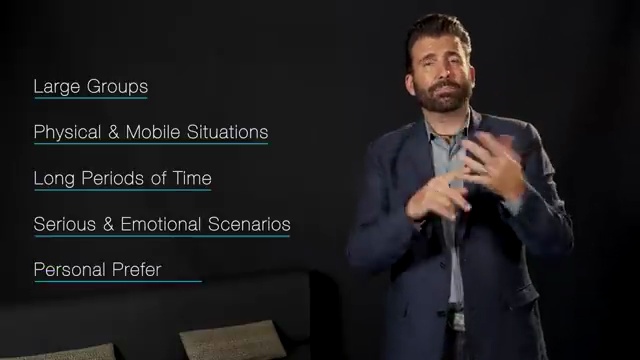 Large Groups
Physical & Mobile Situations
Long Periods of Time
Serious & Emotional Scenarios
Personal Prefer